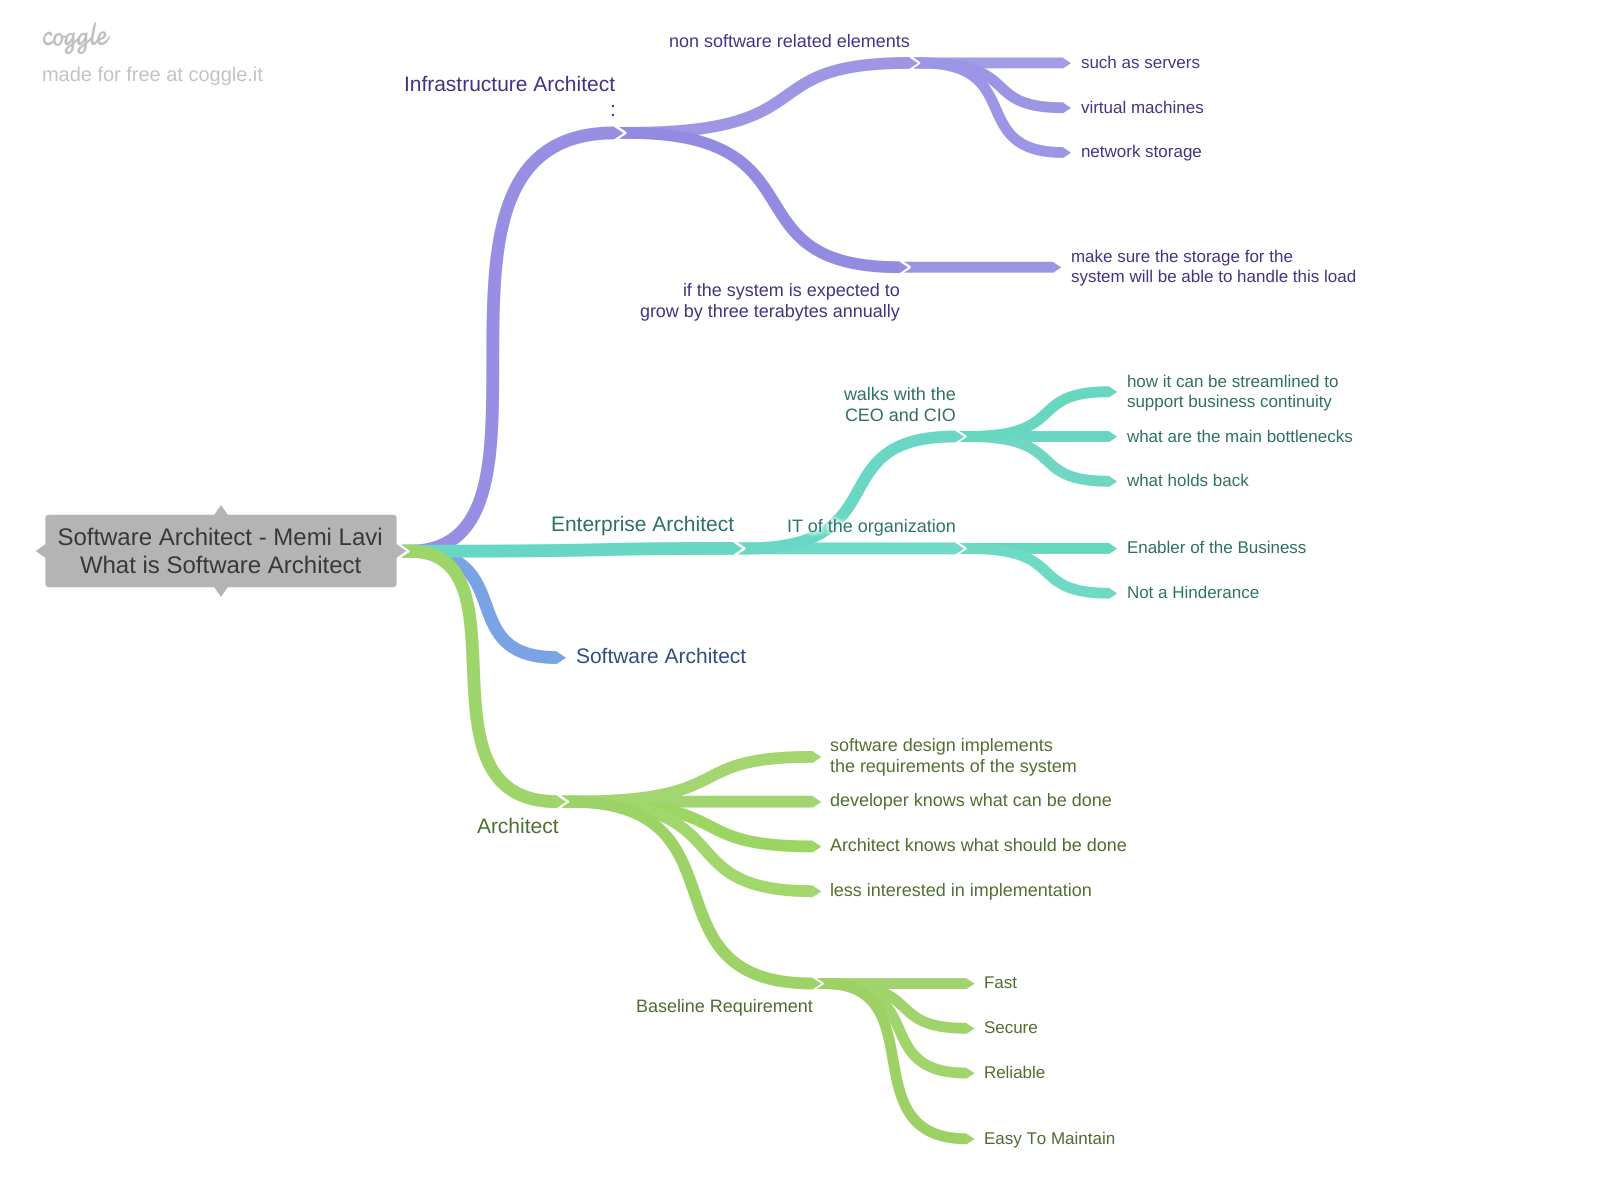 coggle
made for free at coggle.it
non software related elements
such as servers
Infrastructure Architect
:
virtual machines
network storage
make sure the storage for the
system will be able to handle this load
if the system is expected to
grow by three terabytes annually
walks with the
CEO and CIO
how it can be streamlined to
support business continuity
what are the main bottlenecks
what holds back
Software Architect - Memi Lavi
What is Software Architect
Enterprise Architect
IT of the organization
Enabler of the Business
Not a Hinderance
Software Architect
software design implements
the requirements of the system
developer knows what can be done
Architect
Architect knows what should be done
less interested in implementation
Baseline Requirement
Fast
Secure
Reliable
Easy To Maintain